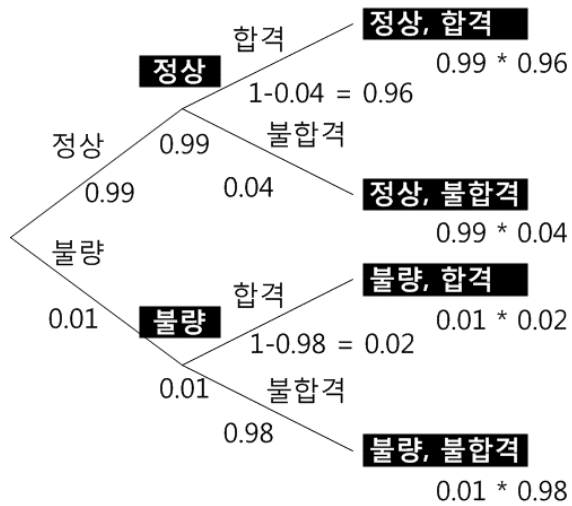 합격
정상, 합격
0.99 * 0.96
정상
1-0.04 = 0.96
정상
0.99
불합격
0.99
0.04
정상, 불합격
0.99 * 0.04
불량
합격
불량, 합격
0.01
불량
0.01 * 0.02
1-0.98 = 0.02
0.01
불합격
0.98
불량, 불합격
0.01 * 0.98